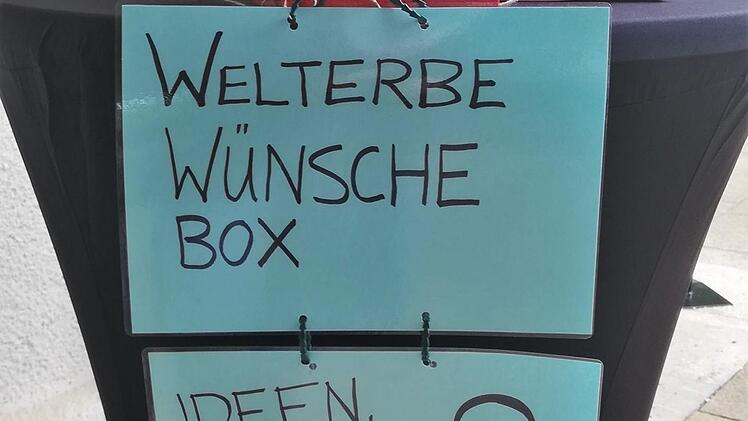 WELTERBE
WÜNSCHE
BOX
IDEEN,